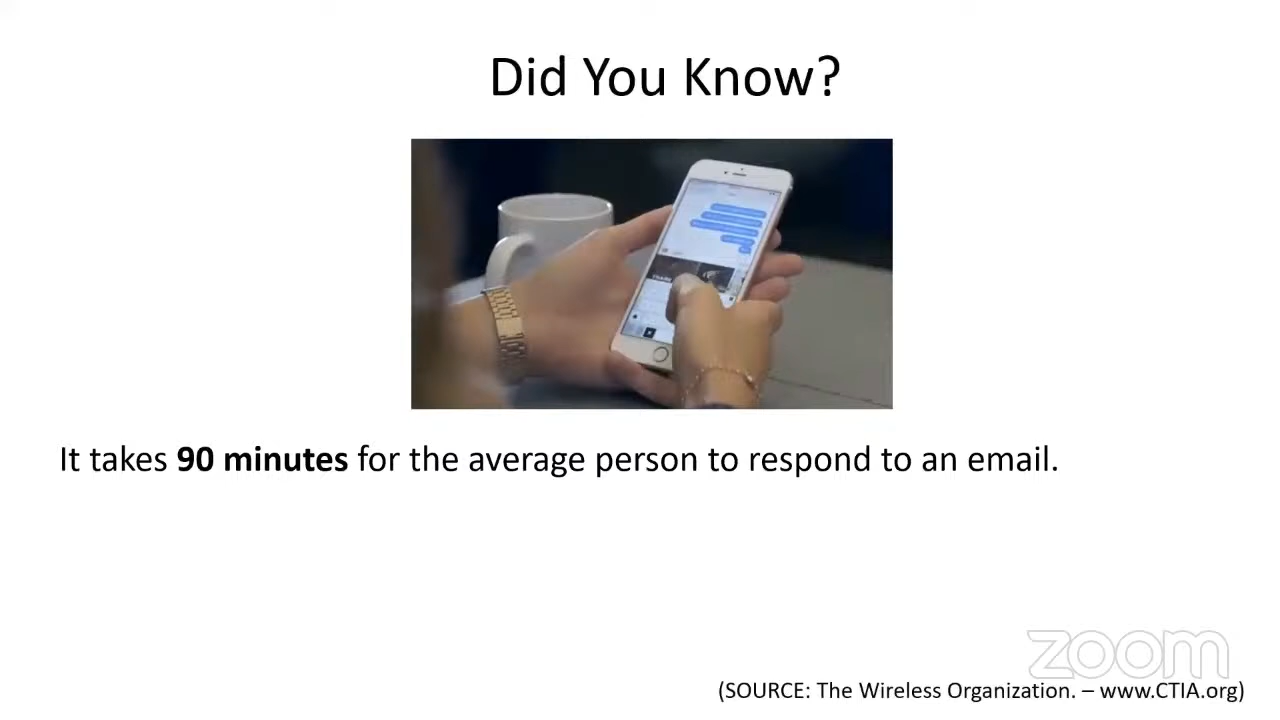 Did You Know?
It takes 90 minutes for the average person to respond to an email.
zoom
(SOURCE: The Wireless Organization. – www.CTIA.org)